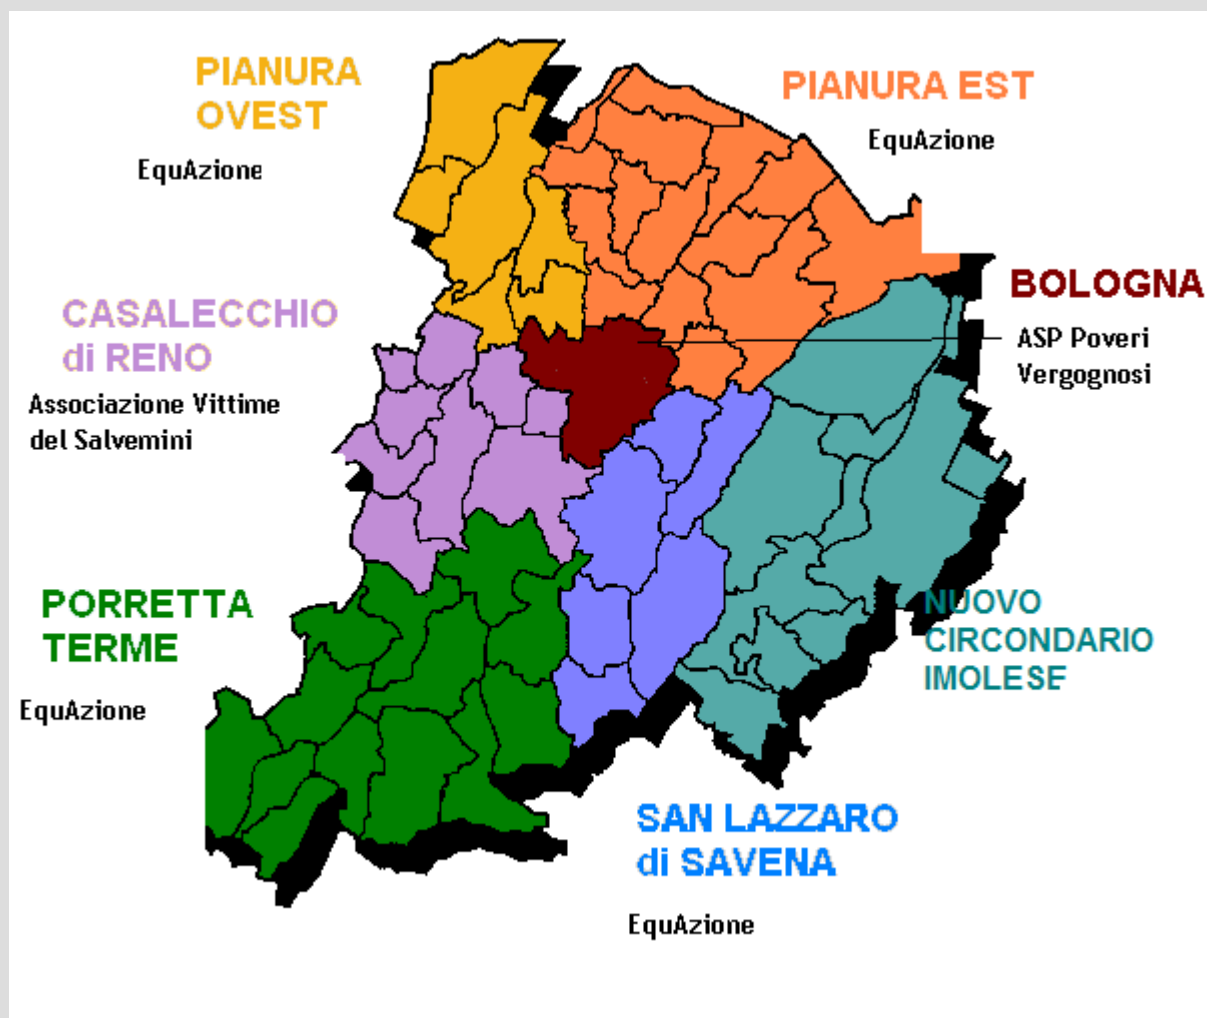 PIANURA
OVEST
EquAzione
PIANURA EST
EquAzione
CASALECCHIO
di RENO
Associazione Vittime
del Salvemini
BOLOGNA
ASP Poveri
Vergognosi
PORRETTA
TERME
EquAzione
NUOVO
CIRCONDARIO
IMOLESE
SAN LAZZARO
di SAVENA
EquAzione